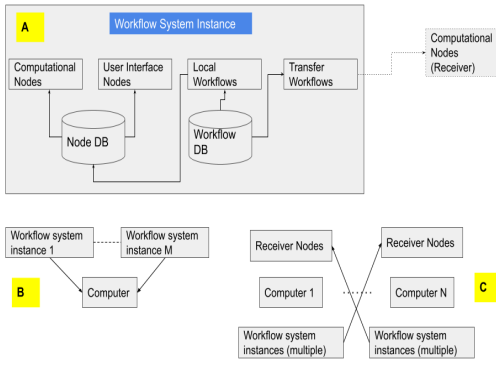 A
Workflow System Instance
Computational
Nodes
User Interface
Nodes
Local
Workflows
Transfer
Workflows
Computational
Nodes
(Receiver)
Node DB
Workflow
DB
B
Workflow system
instance 1
Workflow system
instance M
Computer
C
Receiver Nodes
Receiver Nodes
Computer 1
Computer N
Workflow system
instances (multiple)
Workflow system
instances (multiple)